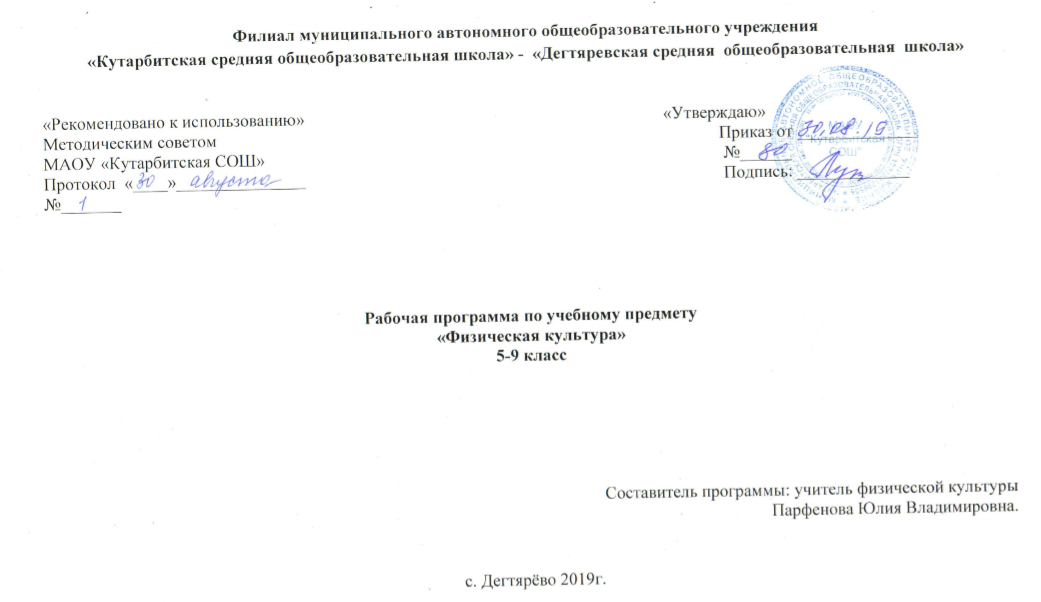 Филиал муниципального автономного общеобразовательного учреждения
«Кутарбитская средняя общеобразовательная школа» - «Дегтяревская средняя общеобразовательная школа»
«Рекомендовано к использованию»
Методическим советом
МАОУ «Кутарбитская СОШ»
Протокол «30» августа
№ 1
«Утверждаю»
Приказ от 30.08.19
№ 80
Подпись:
"Кутарбитская
СОШ"
Рабочая программа по учебному предмету
«Физическая культура»
5-9 класс
Составитель программы: учитель физической культуры
Парфенова Юлия Владимировна.
с. Дегтярёво 2019г.